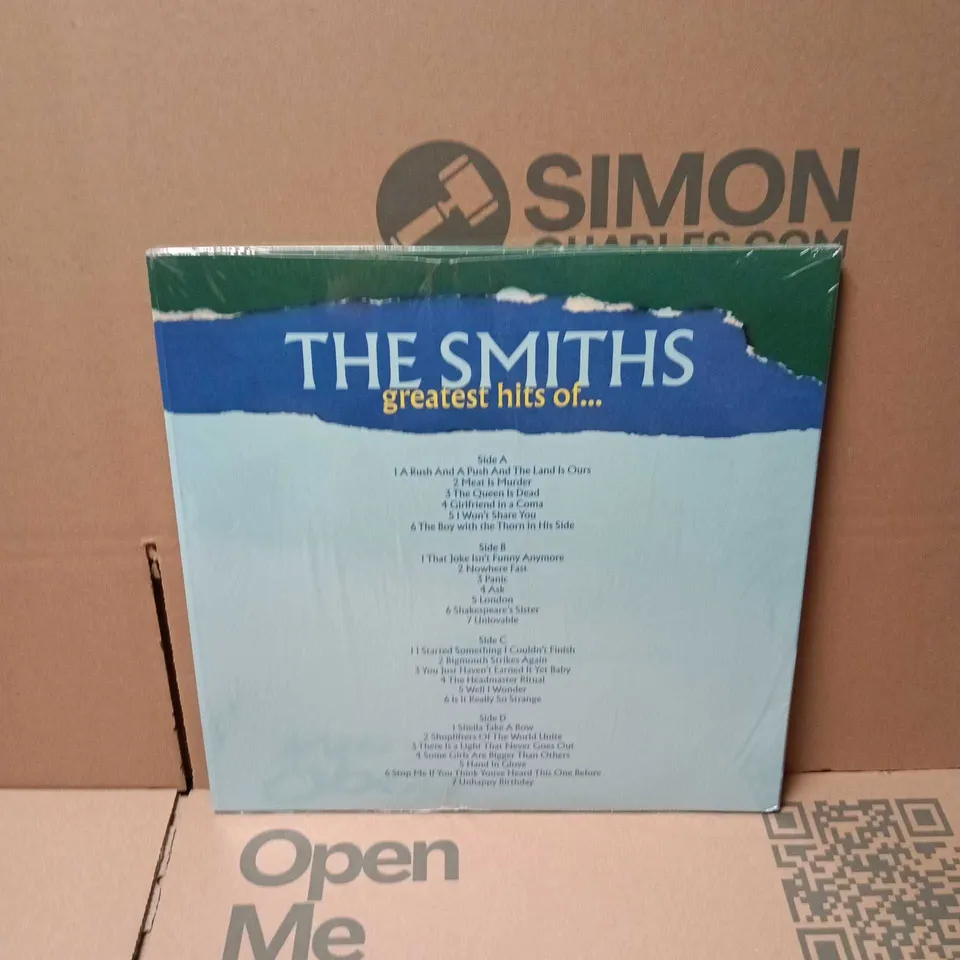 SIMON
CHARLES.COM
THE SMITHS
greatest hits of...
Side A
1 A Rush And A Push And The Land Is Ours
2 Meat Is Murder
3 The Queen Is Dead
4 Girlfriend in a Coma
5 I Won't Share You
6 The Boy with the Thorn in His Side
Side B
1 That Joke Isn't Funny Anymore
2 Nowhere Fast
3 Panic
4 Ask
5 London
6 Shakespeare's Sister
7 Unlovable
Side C
1 I Started Something I Couldn't Finish
2 Bigmouth Strikes Again
3 You Just Haven't Earned It Yet Baby
4 The Headmaster Ritual
5 Well I Wonder
6 Is It Really So Strange
Side D
1 Sheila Take A Bow
2 Shoplifters Of The World Unite
3 There Is a Light That Never Goes Out
4 Some Girls Are Bigger Than Others
5 Hand In Glove
6 Stop Me If You Think Youve Heard This One Before
7 Unhappy Birthday
Open
Me